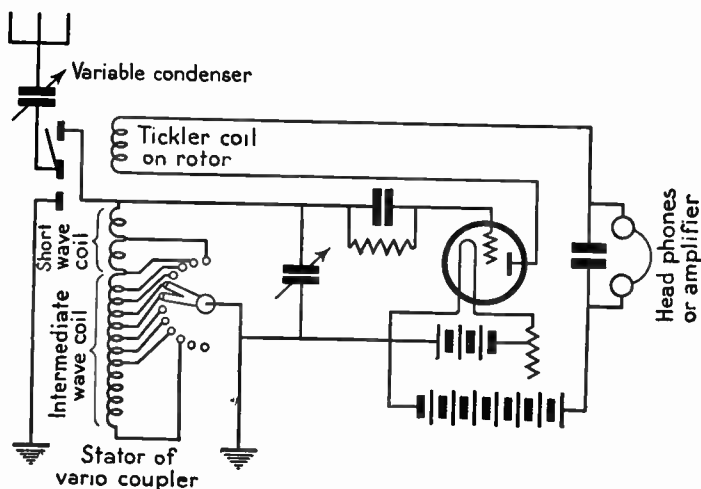 Variable condenser
Tickler coil
on rotor
Short
wave
coil
Intermediate
wave coil
Stator of
vario coupler
Head phones
or amplifier